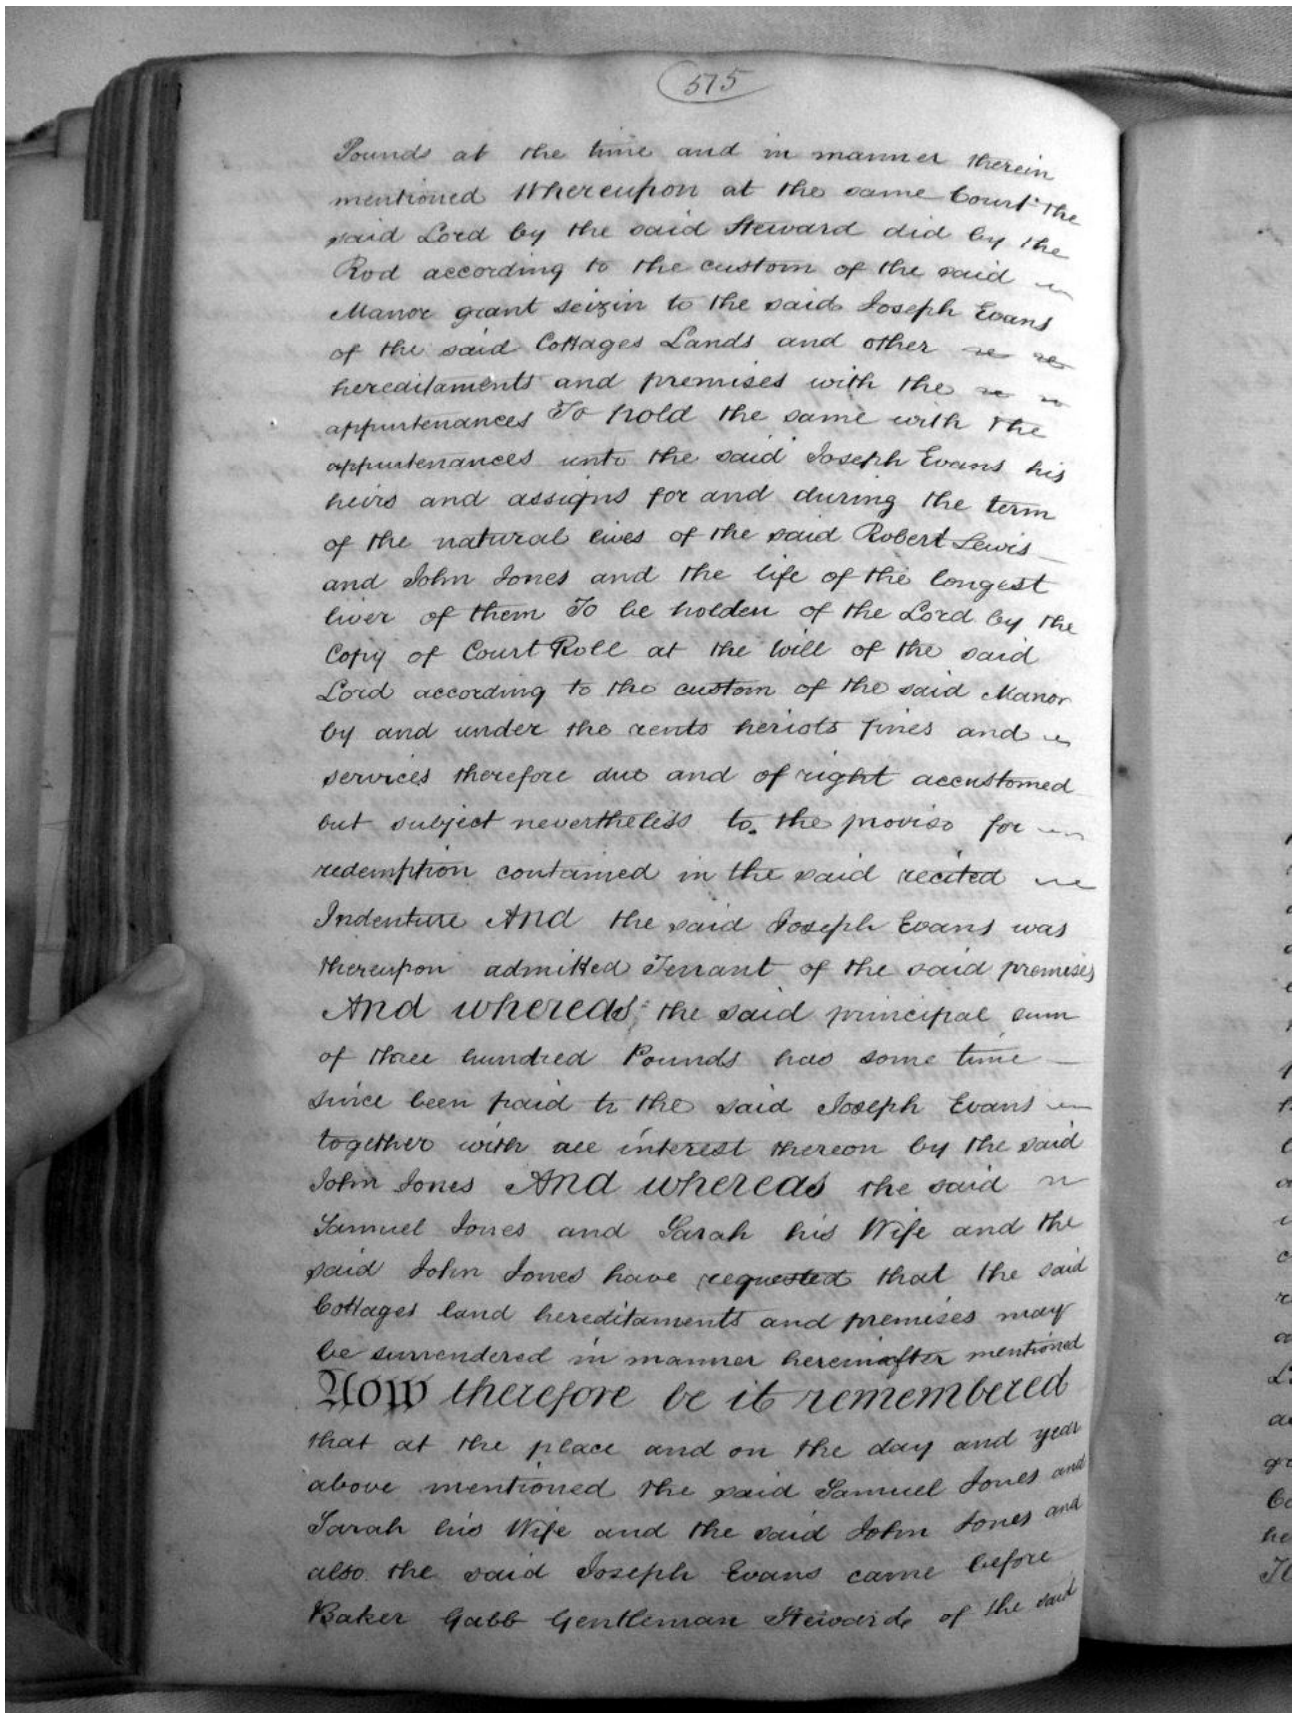 575
Pounds at the time and in manner therein
mentioned Whereupon at the same Court the
said Lord by the said Steward did by the
Rod according to the custom of the said
Manor grant seizin to the said Joseph Evans
of the said Cottages Lands and other
hereditaments and premises with the
appurtenances To hold the same with the
appurtenances unto the said Joseph Evans his
heirs and assigns for and during the term
of the natural lives of the said Robert Lewis
and John Jones and the life of the longest
liver of them To be holden of the Lord by the
Copy of Court Roll at the will of the said
Lord according to the custom of the said Manor
by and under the rents heriots fines and
services therefore due and of right accustomed
but subject nevertheless to the proviso for
redemption contained in the said recited
Indenture And the said Joseph Evans was
thereupon admitted Tenant of the said premises
And whereas the said principal sum
of three hundred Pounds has some time
since been paid to the said Joseph Evans
together with all interest thereon by the said
John Jones And whereas the said
Samuel Jones and Sarah his Wife and the
said John Jones have requested that the said
Cottages land hereditaments and premises may
be surrendered in manner hereinafter mentioned
Now therefore be it remembered
that at the place and on the day and year
above mentioned the said Samuel Jones and
Sarah his Wife and the said John Jones and
also the said Joseph Evans came before
Baker Gabb Gentleman Steward of the said